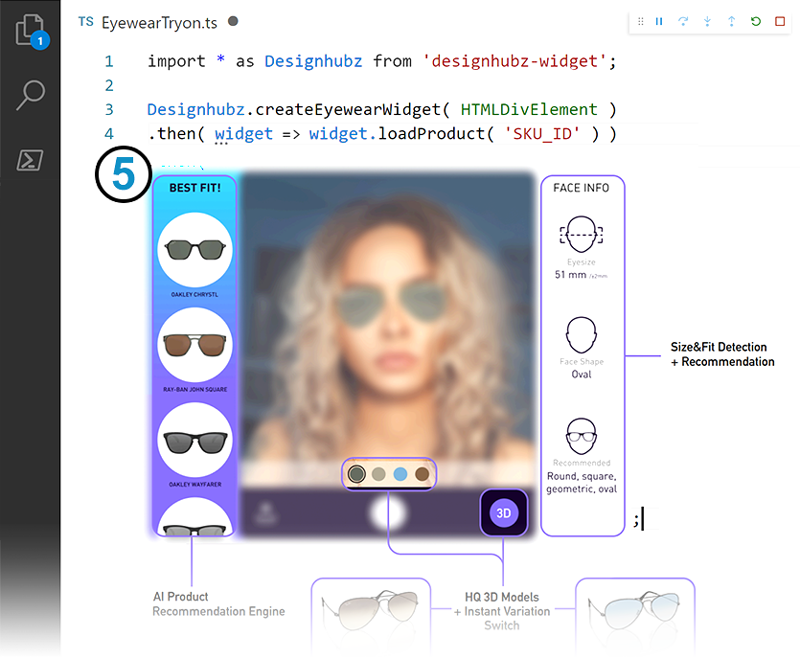 TS EyewearTryon.ts
1
1 import * as Designhubz from 'designhubz-widget';
2
3 Designhubz.createEyewearWidget( HTMLDivElement )
4 .then( widget => widget.loadProduct( 'SKU_ID' ) )
5
BEST FIT!
OAKLEY CHRYSTL
RAY-BAN JOHN SQUARE
OAKLEY WAYFARER
FACE INFO
Eyesize
51 mm /±2mm
Face Shape
Oval
Recommended
Round, square,
geometric, oval
Size&Fit Detection
+ Recommendation
3D
;
AI Product
Recommendation Engine
HQ 3D Models
+ Instant Variation
Switch